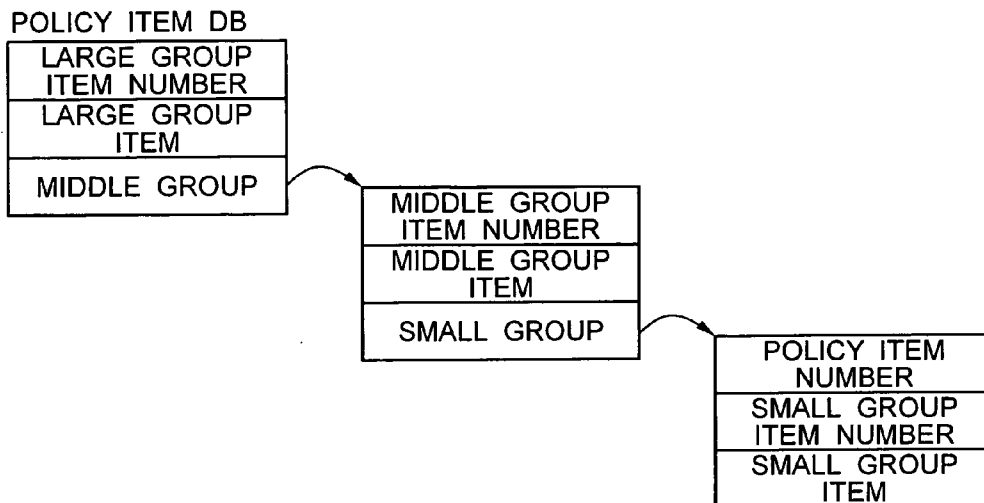 POLICY ITEM DB
LARGE GROUP
ITEM NUMBER
LARGE GROUP
ITEM
MIDDLE GROUP
MIDDLE GROUP
ITEM NUMBER
MIDDLE GROUP
ITEM
SMALL GROUP
POLICY ITEM
NUMBER
SMALL GROUP
ITEM NUMBER
SMALL GROUP
ITEM